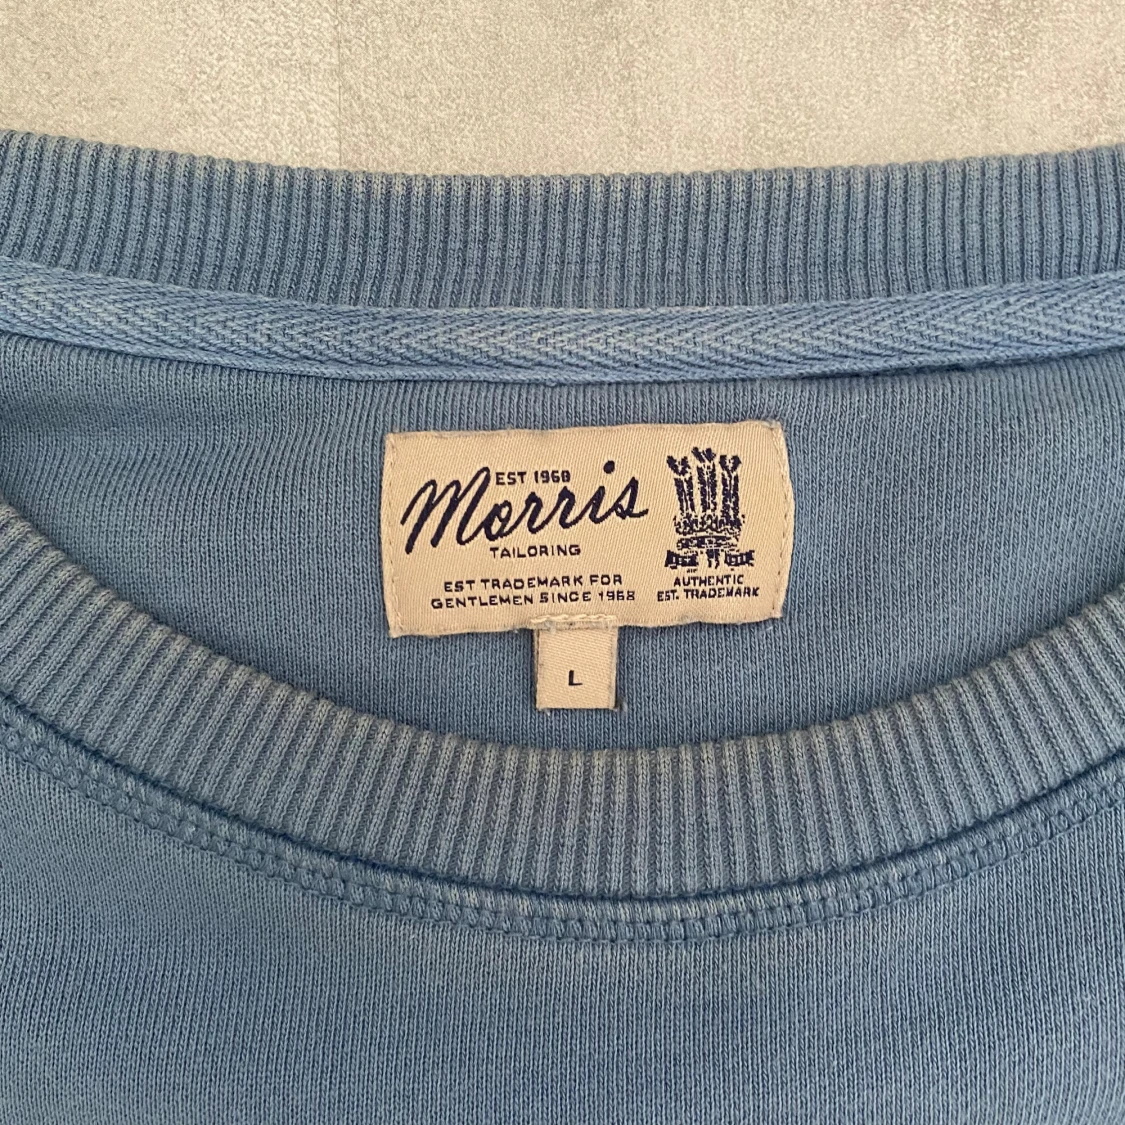 EST 1968
Morris
TAILORING
EST TRADEMARK FOR
GENTLEMEN SINCE 1968
AUTHENTIC
EST. TRADEMARK
L